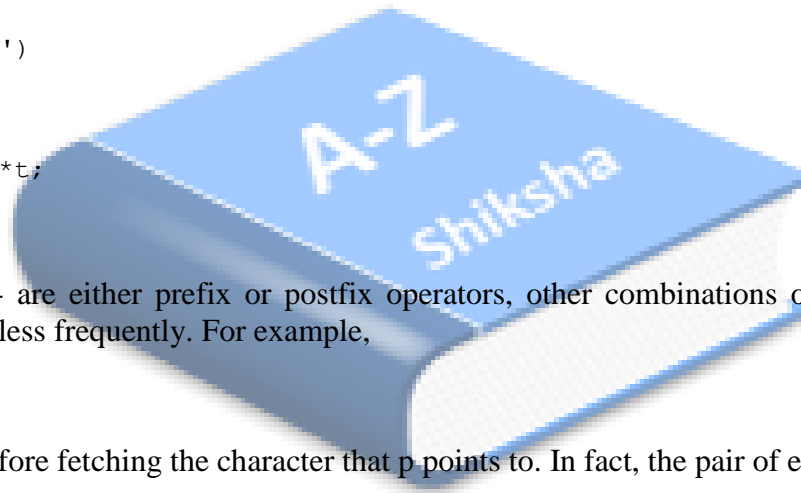 ')
A-Z
*t;
Shiksha
are either prefix or postfix operators, other combinations
less frequently. For example,
fore fetching the character that p points to. In fact, the pair of e